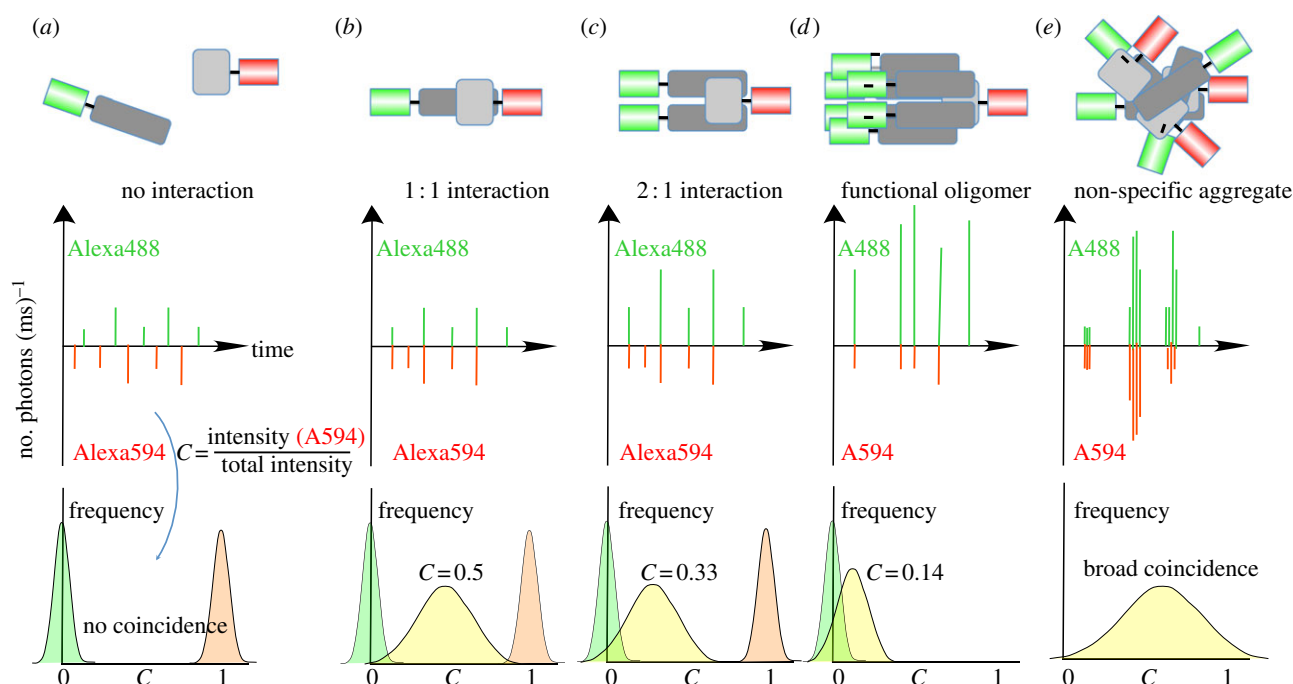 (a) (b) (c) (d) (e)
no interaction 1 : 1 interaction 2 : 1 interaction functional oligomer non-specific aggregate
Alexa488 Alexa488 Alexa488 A488 A488
no. photons (ms)⁻¹
time
Alexa594 Alexa594 Alexa594 A594 A594
C = intensity (A594)
total intensity
frequency frequency frequency frequency frequency
C = 0.5 C = 0.33 C = 0.14 broad coincidence
no coincidence
0 C 1 0 C 1 0 C 1 0 C 1 0 C 1